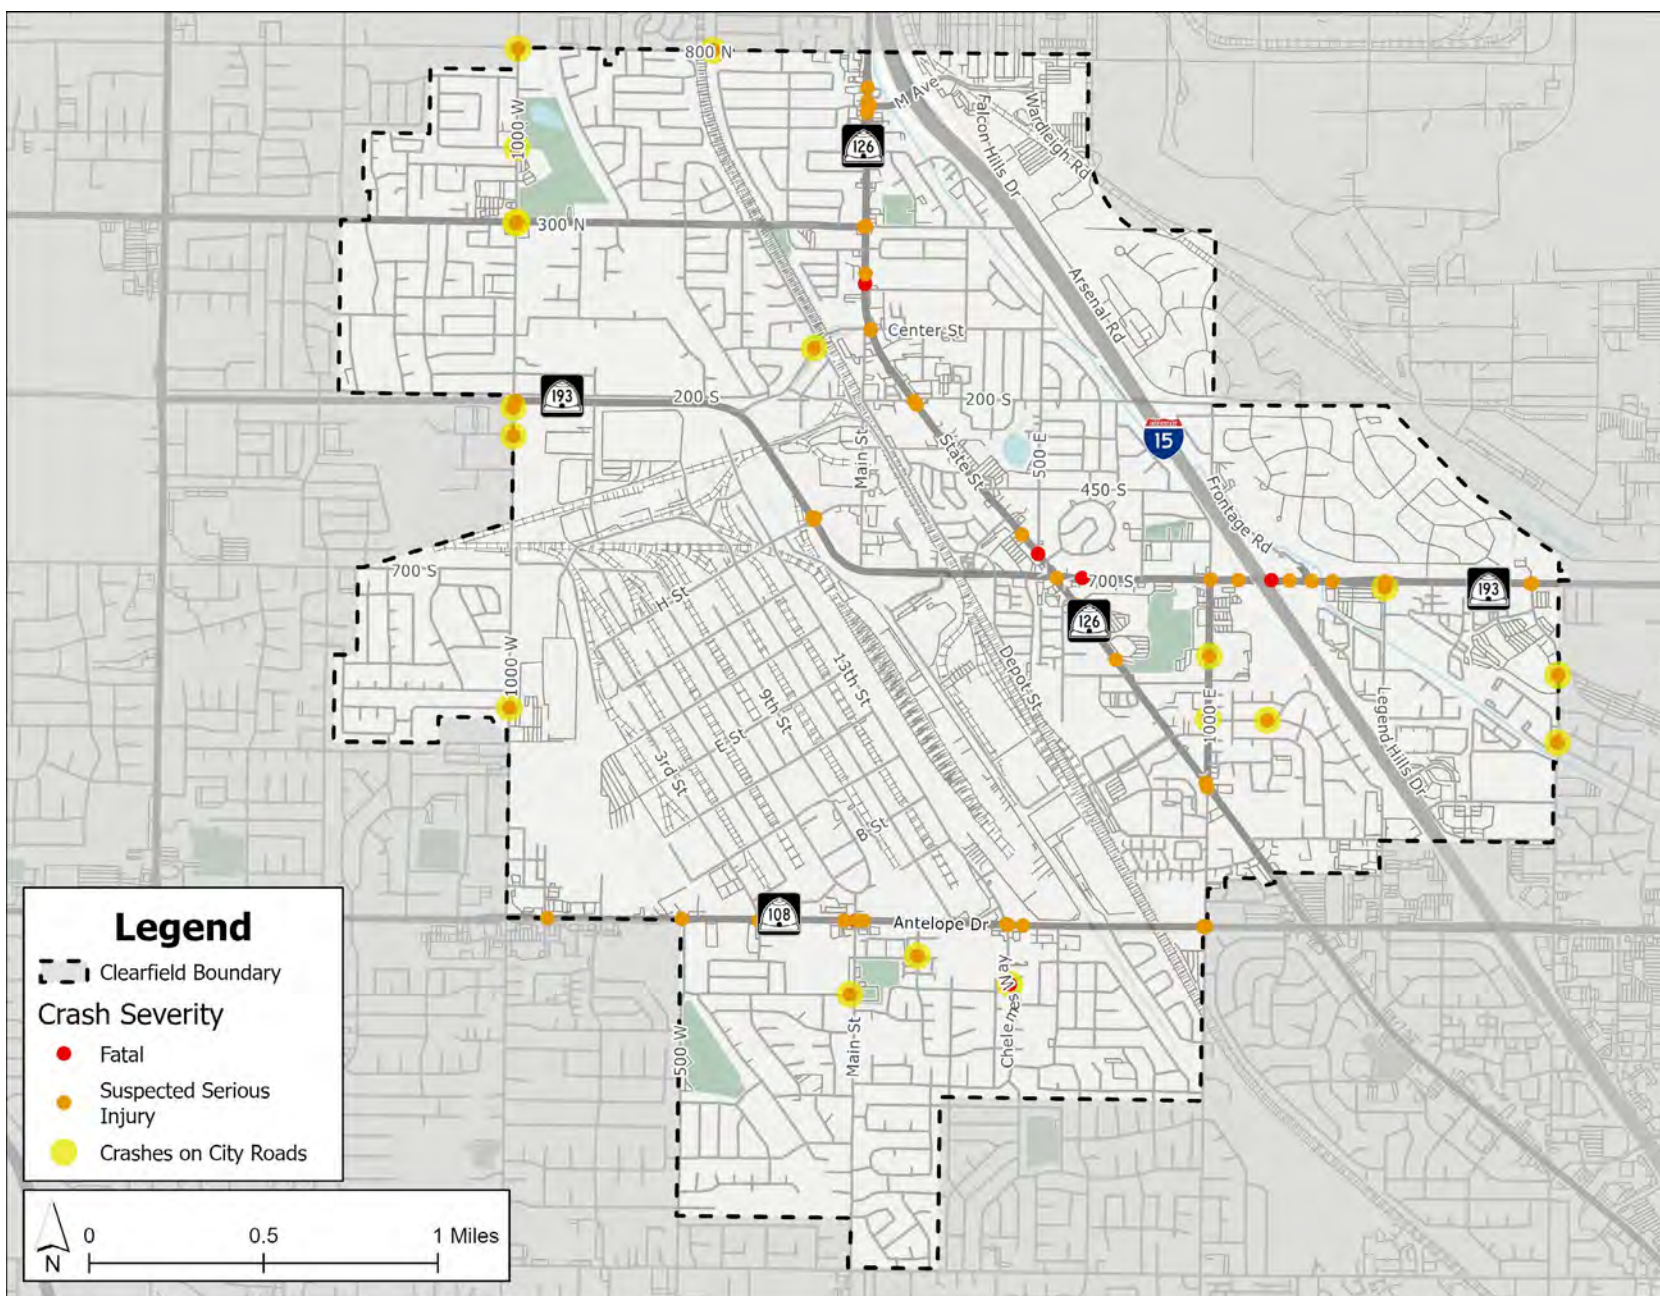 800 N
M Ave
Falcon Hills Dr
Wardleigh Rd
1000 W
126
300 N
Arsenal Rd
Center St
193
200 S
200 S
15
Main St
State St
500 E
450 S
Frontage Rd
700 S
700 S
193
H St
126
1000 W
13th St
Depot St
9th St
E St
1000 E
Legend Hills Dr
3rd St
B St
108
Antelope Dr
Chelemes Way
500 W
Main St
Legend
Clearfield Boundary
Crash Severity
Fatal
Suspected Serious
Injury
Crashes on City Roads
0 0.5 1 Miles
N